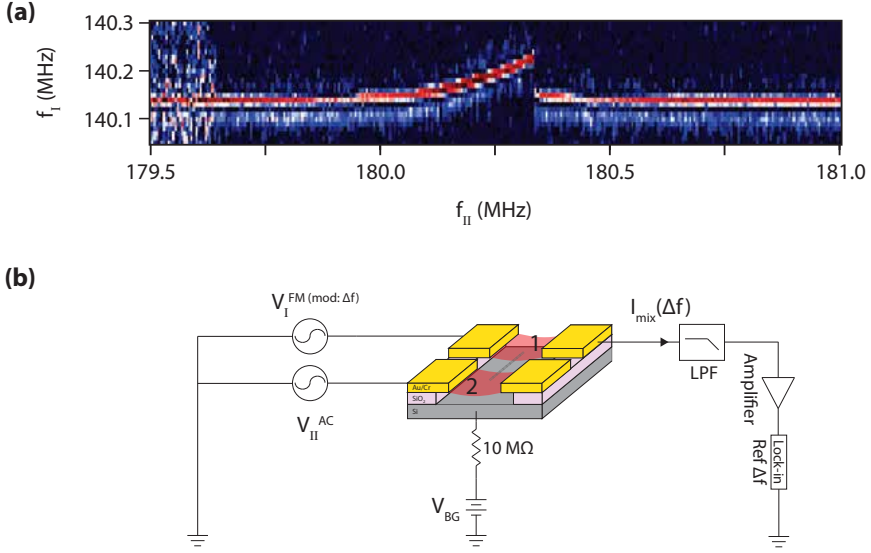 (a)
140.3
140.2
140.1
f_I (MHz)
179.5 180.0 180.5 181.0
f_II (MHz)
(b)
V_I^FM (mod: Δf)
I_mix(Δf)
1
2
LPF
Au/Cr
SiO₂
Si
V_II^AC
Amplifier
10 MΩ
Lock-in
Ref Δf
V_BG